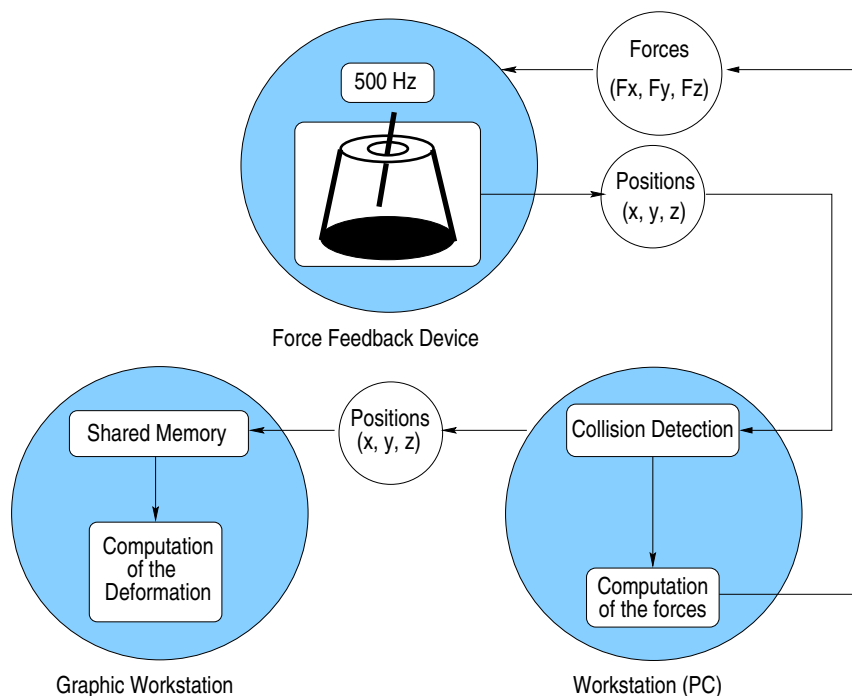 Forces
(Fx, Fy, Fz)
500 Hz
Positions
(x, y, z)
Force Feedback Device
Shared Memory
Positions
(x, y, z)
Collision Detection
Computation
of the
Deformation
Computation
of the forces
Graphic Workstation
Workstation (PC)